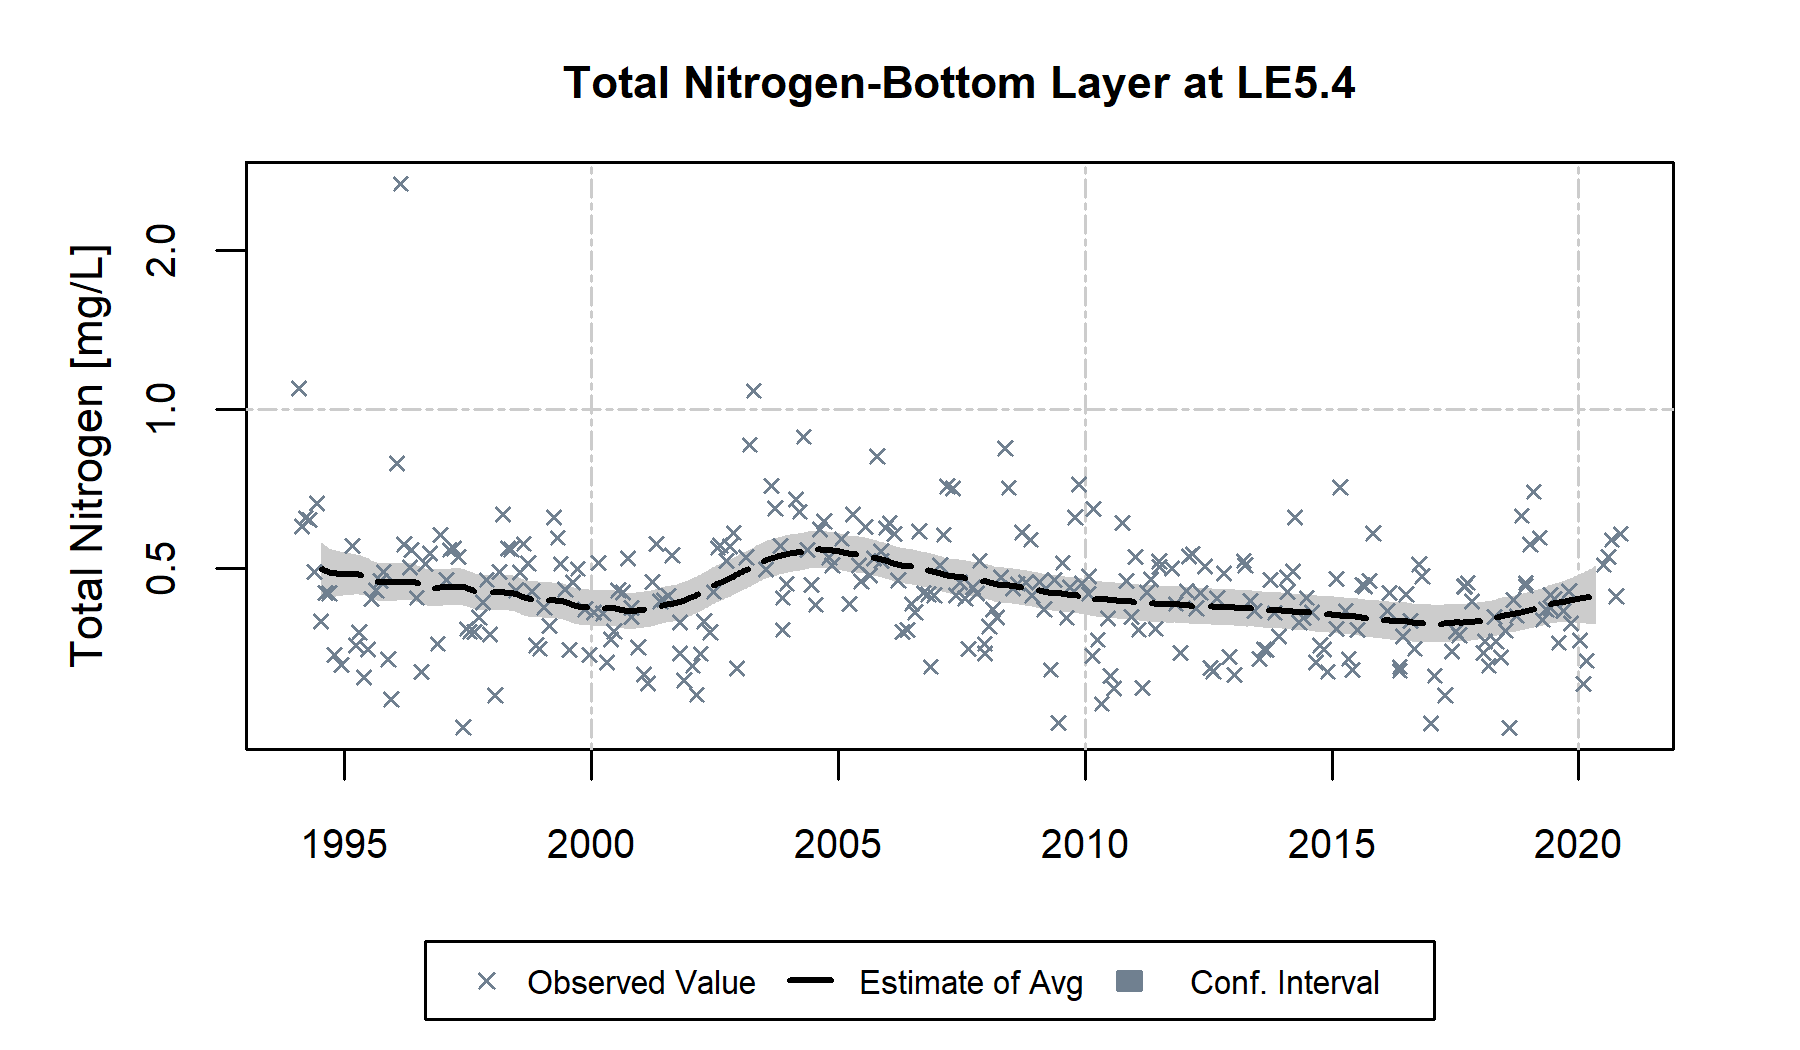 Total Nitrogen-Bottom Layer at LE5.4
Total Nitrogen [mg/L]
2.0
1.0
0.5
1995 2000 2005 2010 2015 2020
Observed Value Estimate of Avg Conf. Interval